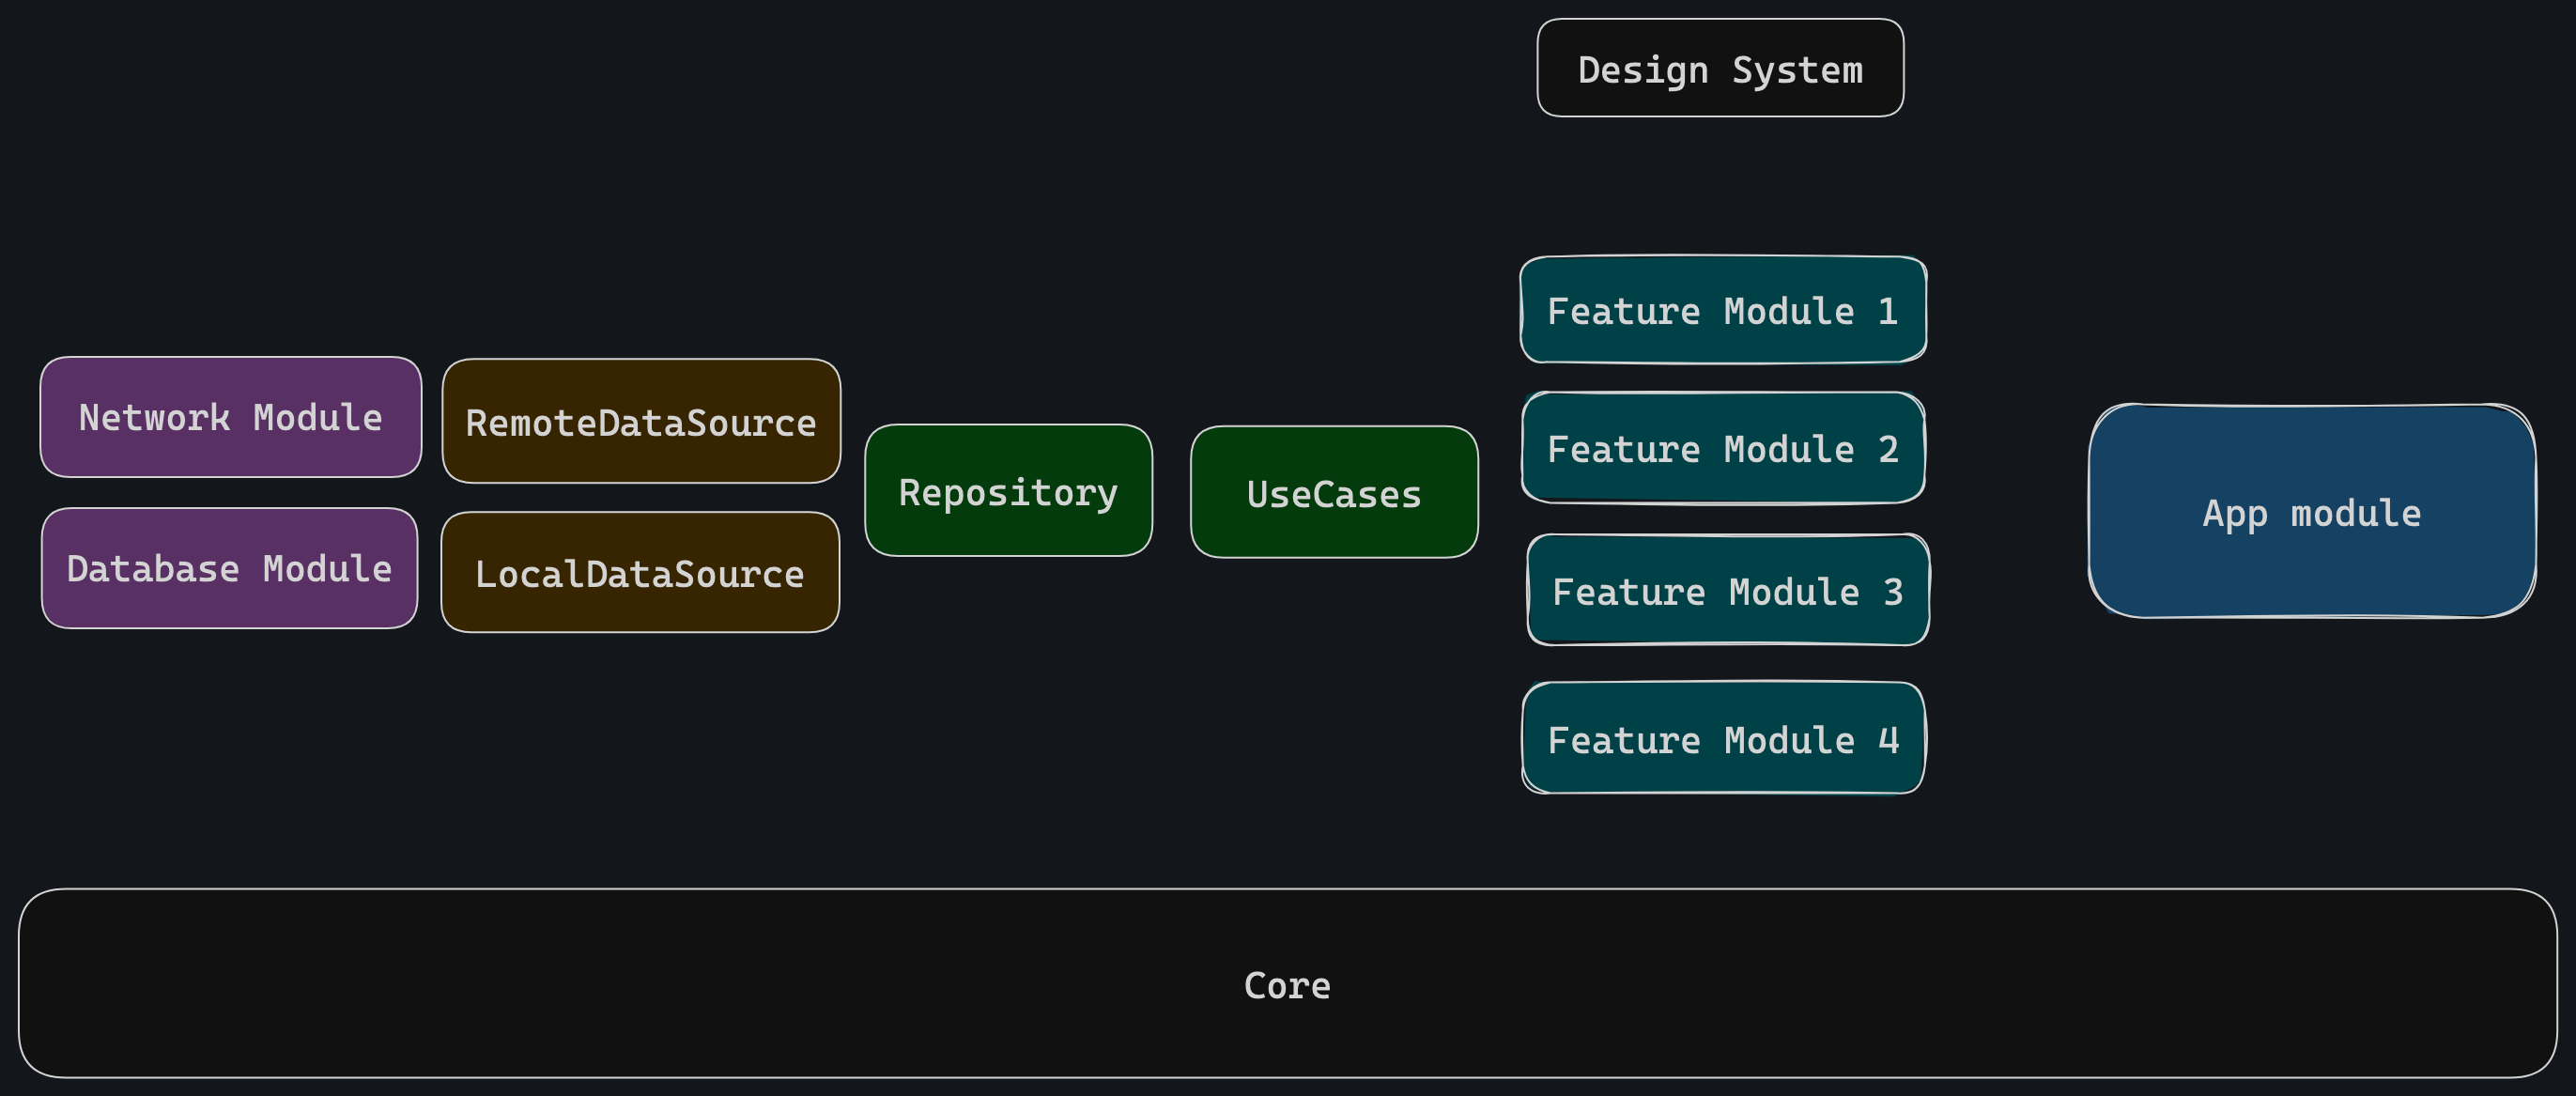 Design System
Feature Module 1
Network Module
RemoteDataSource
Feature Module 2
Repository
UseCases
App module
Database Module
LocalDataSource
Feature Module 3
Feature Module 4
Core